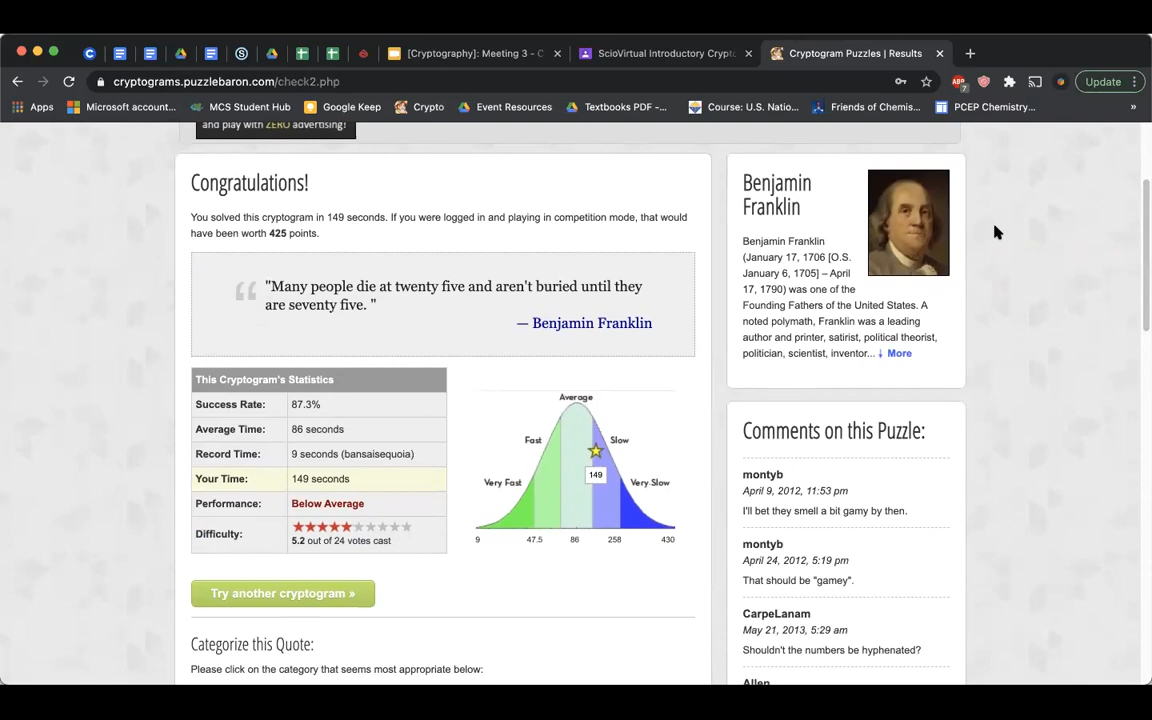 [Cryptography]: Meeting 3 - C
ScioVirtual Introductory Crypto
Cryptogram Puzzles | Results
cryptograms.puzzlebaron.com/check2.php
Update
Apps
Microsoft account...
MCS Student Hub
Google Keep
Crypto
Event Resources
Textbooks PDF -...
Course: U.S. Natio...
Friends of Chemis...
PCEP Chemistry...
»
and play with ZERO advertising!
Congratulations!
You solved this cryptogram in 149 seconds. If you were logged in and playing in competition mode, that would
have been worth 425 points.
"Many people die at twenty five and aren't buried until they
are seventy five. "
— Benjamin Franklin
This Cryptogram's Statistics
Success Rate: 87.3%
Average Time: 86 seconds
Record Time: 9 seconds (bansaisequoia)
Your Time: 149 seconds
Performance: Below Average
Difficulty:
5.2 out of 24 votes cast
Average
Fast
Slow
149
Very Fast
Very Slow
9 47.5 86 258 430
Try another cryptogram »
Categorize this Quote:
Please click on the category that seems most appropriate below:
Benjamin
Franklin
Benjamin Franklin
(January 17, 1706 [O.S.
January 6, 1705] – April
17, 1790) was one of the
Founding Fathers of the United States. A
noted polymath, Franklin was a leading
author and printer, satirist, political theorist,
politician, scientist, inventor... ↓ More
Comments on this Puzzle:
montyb
April 9, 2012, 11:53 pm
I'll bet they smell a bit gamy by then.
montyb
April 24, 2012, 5:19 pm
That should be "gamey".
CarpeLanam
May 21, 2013, 5:29 am
Shouldn't the numbers be hyphenated?
Allen